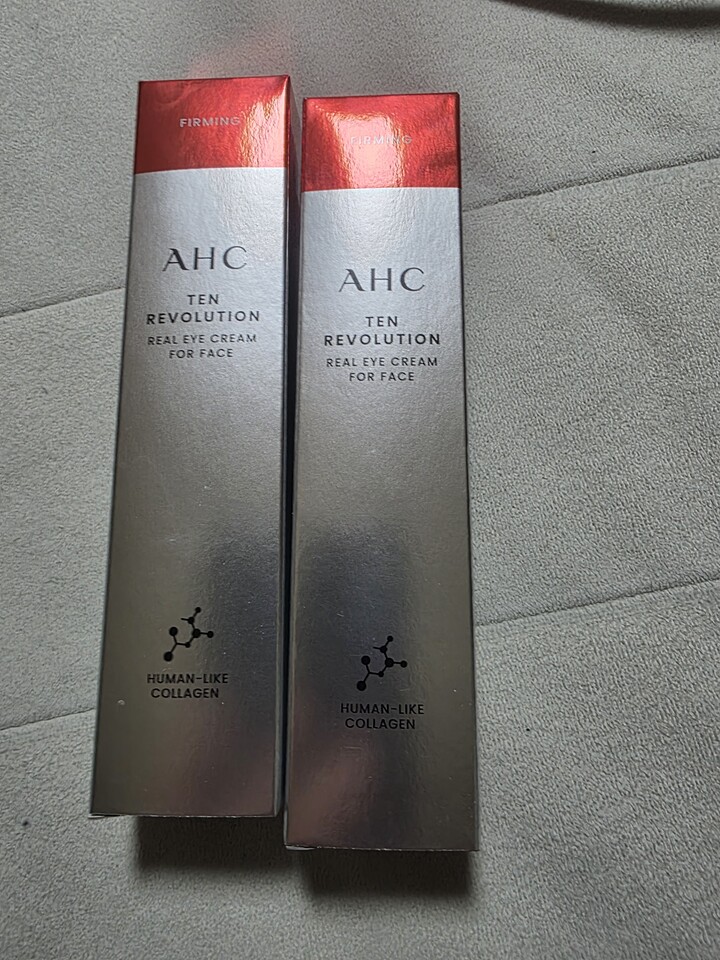 FIRMING
AHC
TEN
REVOLUTION
REAL EYE CREAM
FOR FACE
HUMAN-LIKE
COLLAGEN
FIRMING
AHC
TEN
REVOLUTION
REAL EYE CREAM
FOR FACE
HUMAN-LIKE
COLLAGEN